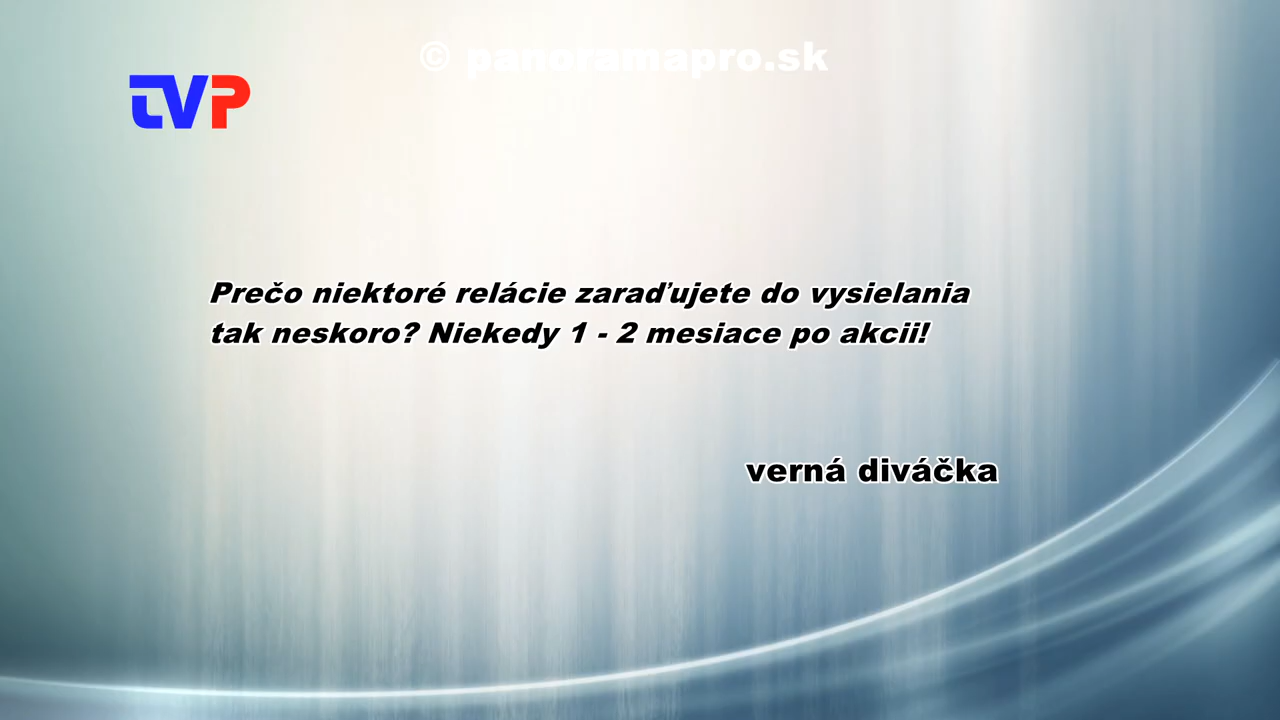 © panoramapro.sk
TVP
Prečo niektoré relácie zaraďujete do vysielania
tak neskoro? Niekedy 1 - 2 mesiace po akcii!
verná diváčka